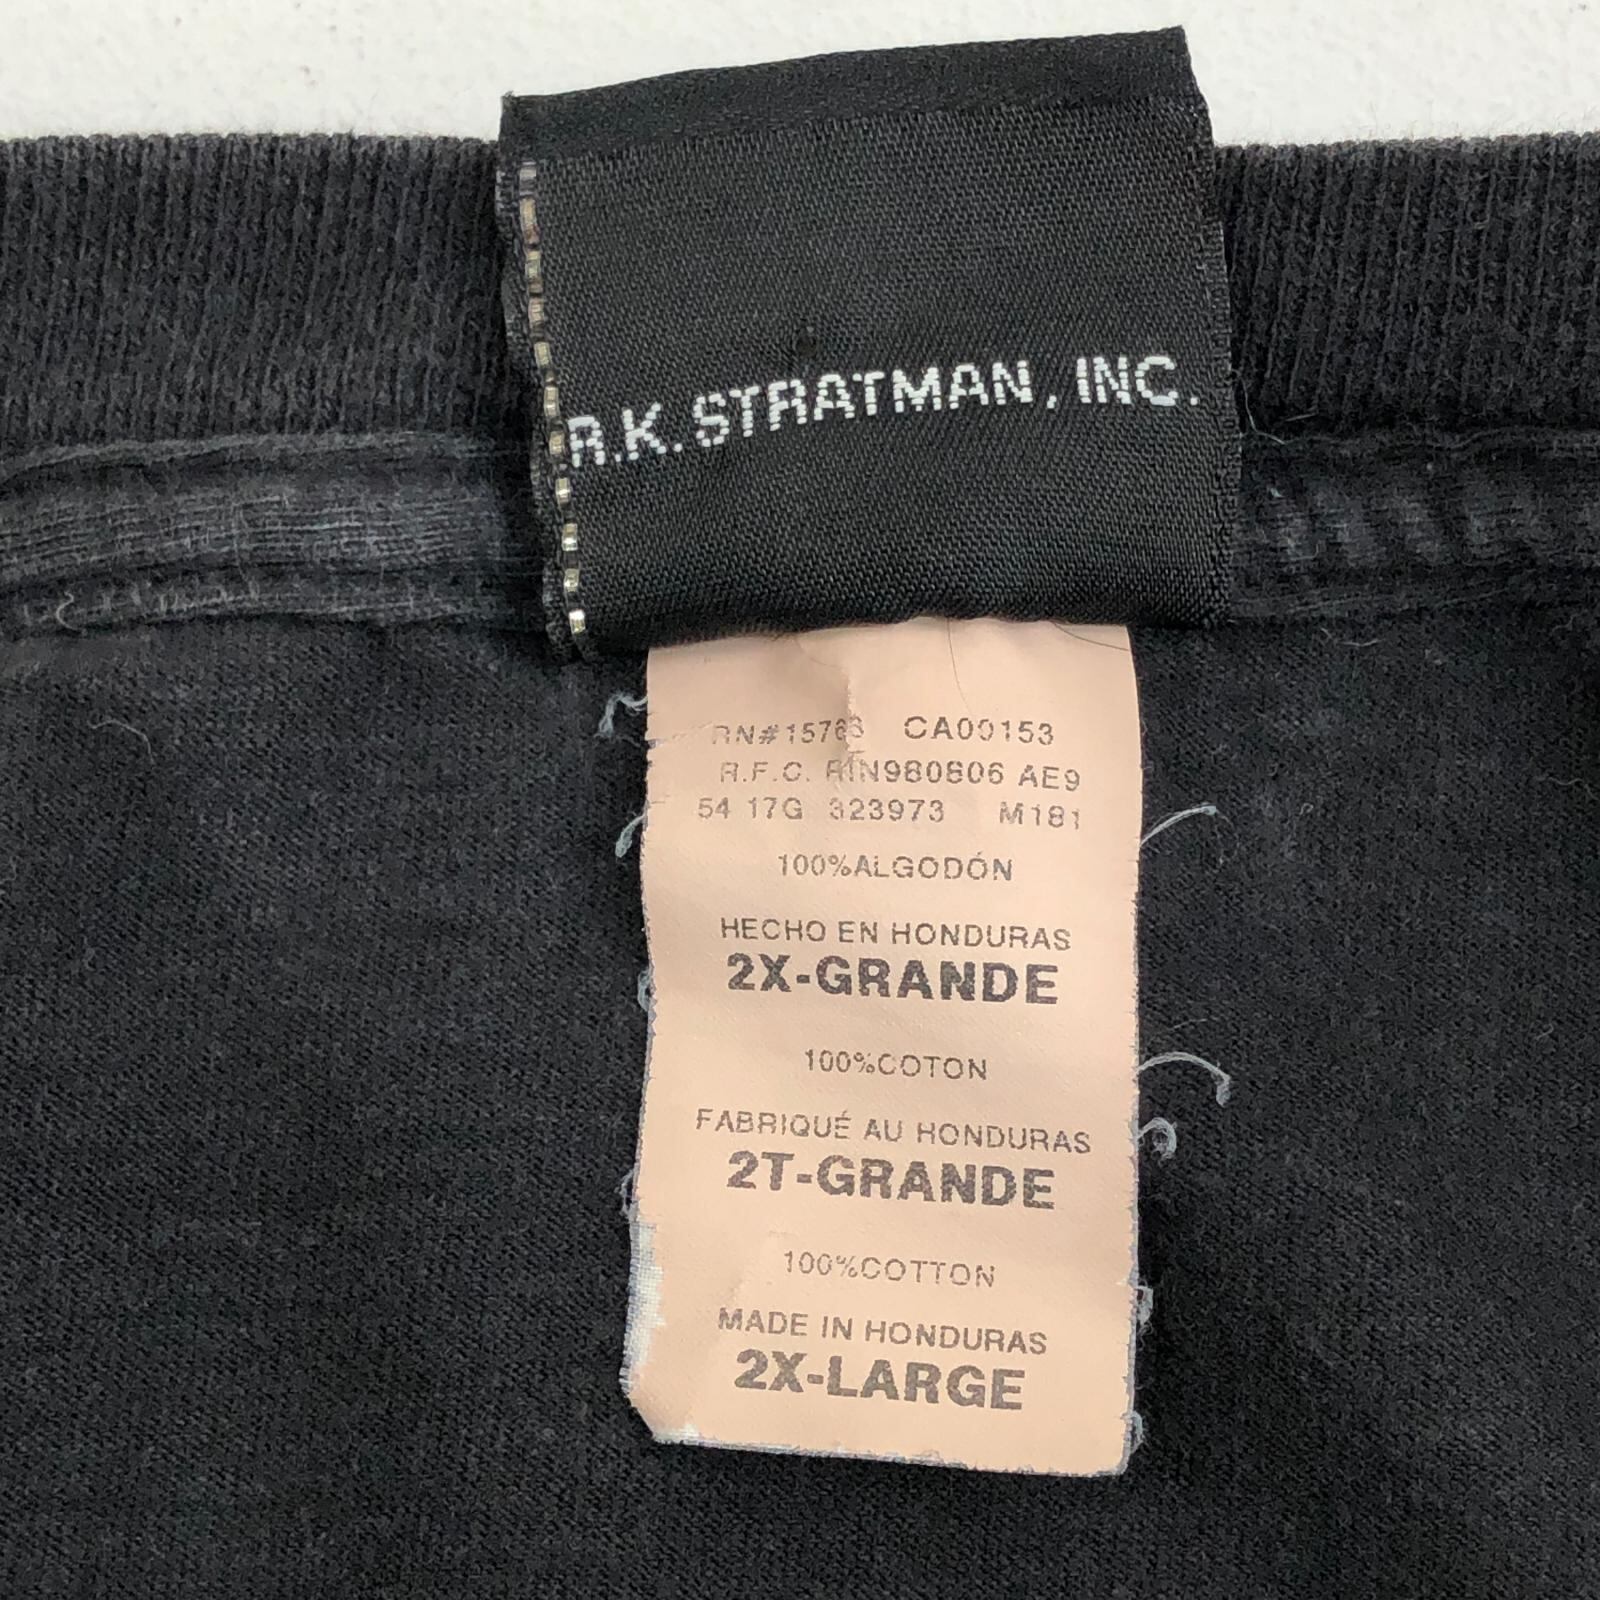 R.K. STRATMAN, INC.
RN#15763 CA00153
R.F.C. RIN980806 AE9
54 17G 323973 M181
100%ALGODÓN
HECHO EN HONDURAS
2X-GRANDE
100%COTON
FABRIQUÉ AU HONDURAS
2T-GRANDE
100%COTTON
MADE IN HONDURAS
2X-LARGE